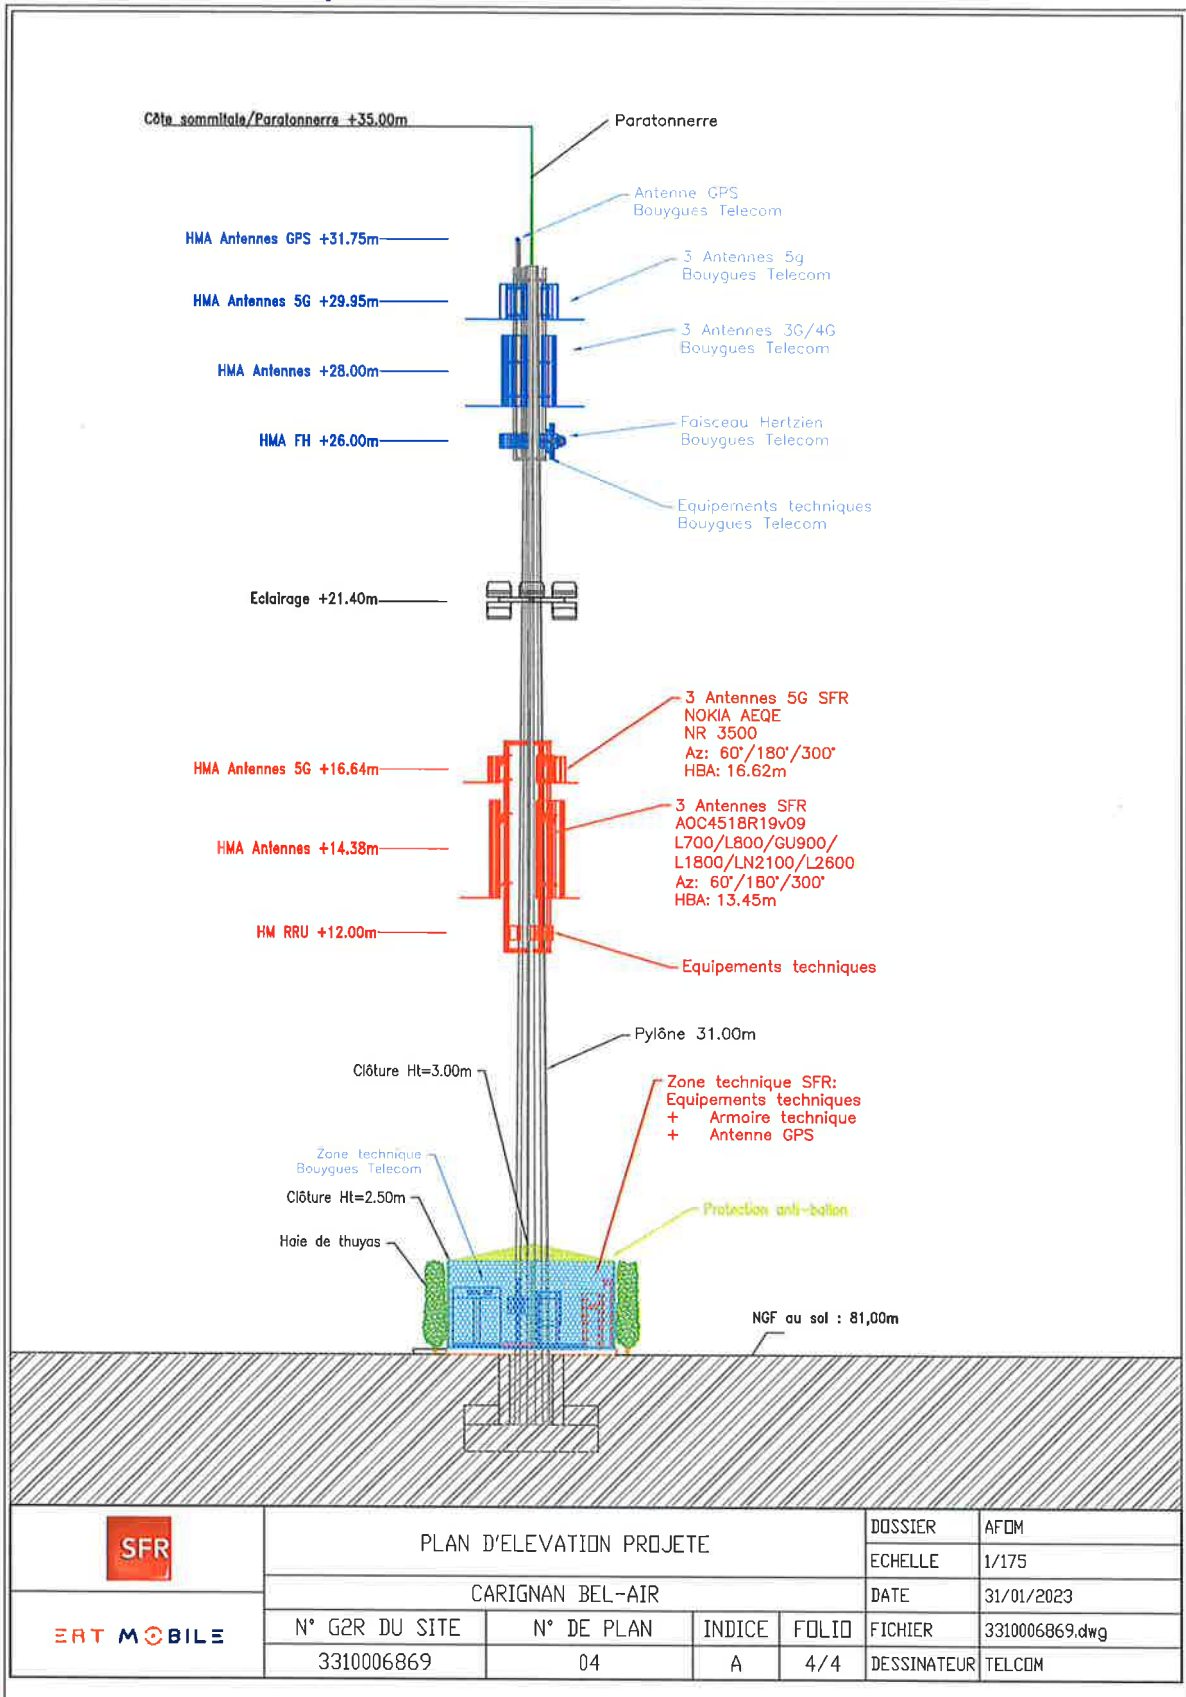 Côte sommitale/Paratonnerre +35.00m
Paratonnerre
Antenne GPS
Bouygues Telecom
HMA Antennes GPS +31.75m
3 Antennes 5g
Bouygues Telecom
HMA Antennes 5G +29.95m
3 Antennes 3G/4G
Bouygues Telecom
HMA Antennes +28.00m
Faisceau Hertzien
Bouygues Telecom
HMA FH +26.00m
Equipements techniques
Bouygues Telecom
Eclairage +21.40m
3 Antennes 5G SFR
NOKIA AEQE
NR 3500
Az: 60°/180°/300°
HBA: 16.62m
HMA Antennes 5G +16.64m
3 Antennes SFR
AOC4518R19v09
L700/L800/GU900/
L1800/LN2100/L2600
Az: 60°/180°/300°
HBA: 13.45m
HMA Antennes +14.38m
HM RRU +12.00m
Equipements techniques
Pylône 31.00m
Clôture Ht=3.00m
Zone technique SFR:
Equipements techniques
+ Armoire technique
+ Antenne GPS
Zone technique
Bouygues Telecom
Clôture Ht=2.50m
Protection anti-ballon
Haie de thuyas
NGF au sol : 81,00m
SFR
ERT MOBILE
PLAN D'ELEVATION PROJETE
CARIGNAN BEL-AIR
N° G2R DU SITE
N° DE PLAN
INDICE
FOLIO
3310006869
04
A
4/4
DOSSIER AFOM
ECHELLE 1/175
DATE 31/01/2023
FICHIER 3310006869.dwg
DESSINATEUR TELCOM